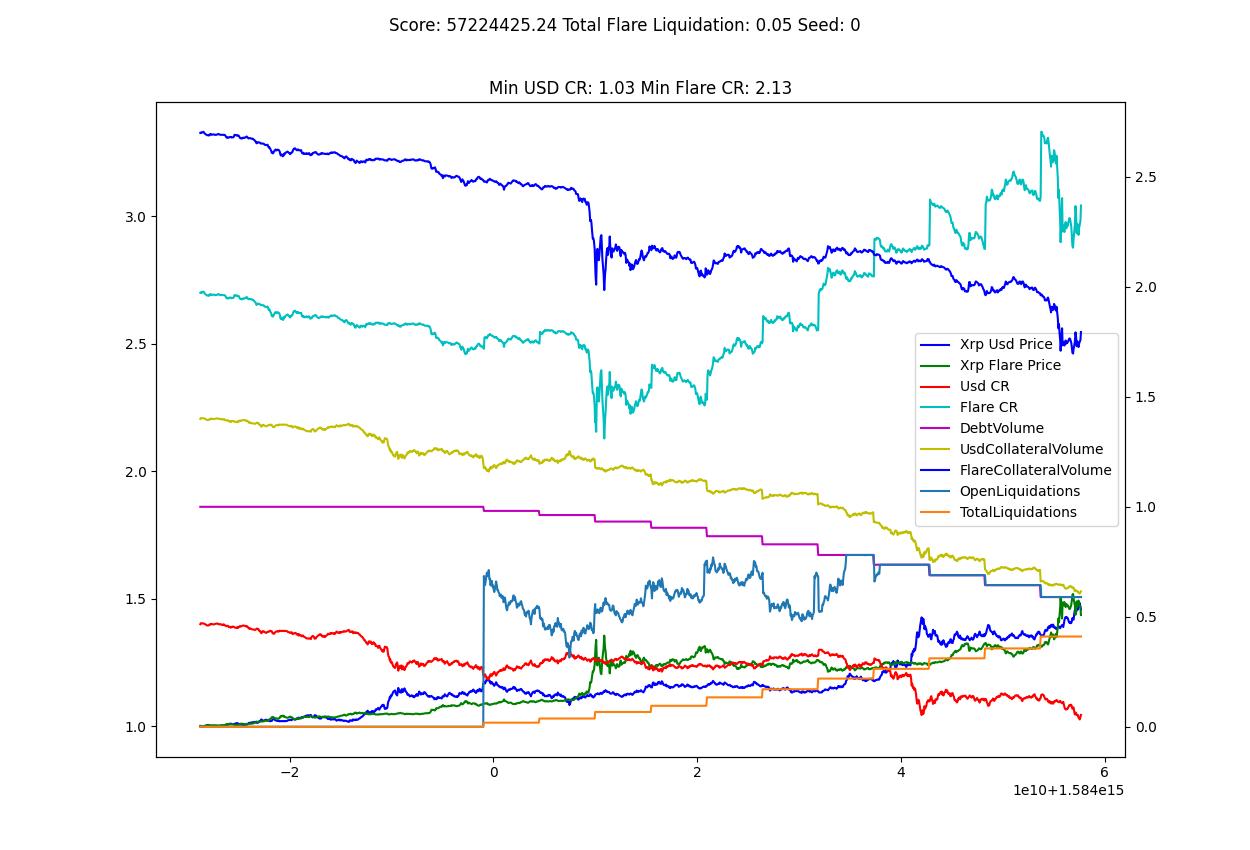 Score: 57224425.24 Total Flare Liquidation: 0.05 Seed: 0
Min USD CR: 1.03 Min Flare CR: 2.13
3.0
2.5
2.0
1.5
1.0
2.5
2.0
1.5
1.0
0.5
0.0
Xrp Usd Price
Xrp Flare Price
Usd CR
Flare CR
DebtVolume
UsdCollateralVolume
FlareCollateralVolume
OpenLiquidations
TotalLiquidations
−2 0 2 4 6
1e10+1.584e15